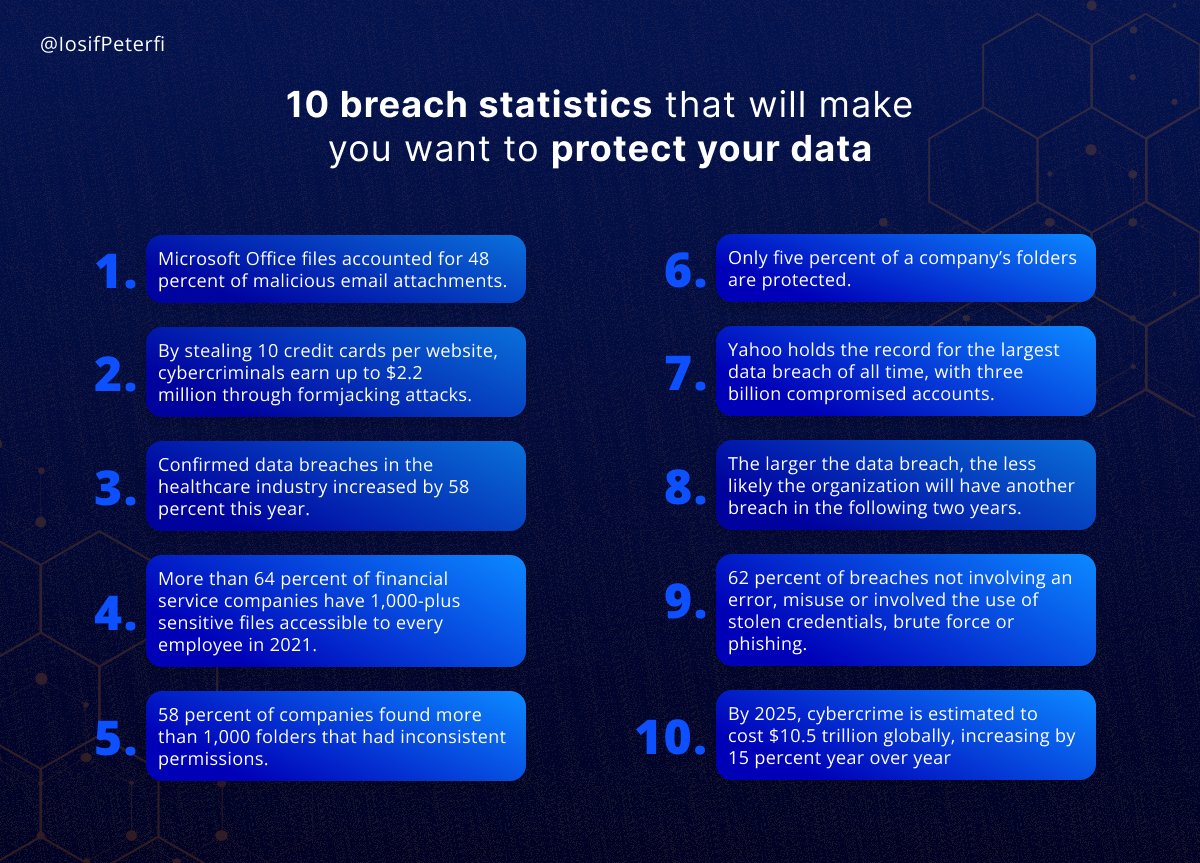 @IosifPeterfi
10 breach statistics that will make
you want to protect your data
1.
Microsoft Office files accounted for 48
percent of malicious email attachments.
2.
By stealing 10 credit cards per website,
cybercriminals earn up to $2.2
million through formjacking attacks.
3.
Confirmed data breaches in the
healthcare industry increased by 58
percent this year.
4.
More than 64 percent of financial
service companies have 1,000-plus
sensitive files accessible to every
employee in 2021.
5.
58 percent of companies found more
than 1,000 folders that had inconsistent
permissions.
6.
Only five percent of a company’s folders
are protected.
7.
Yahoo holds the record for the largest
data breach of all time, with three
billion compromised accounts.
8.
The larger the data breach, the less
likely the organization will have another
breach in the following two years.
9.
62 percent of breaches not involving an
error, misuse or involved the use of
stolen credentials, brute force or
phishing.
10.
By 2025, cybercrime is estimated to
cost $10.5 trillion globally, increasing by
15 percent year over year